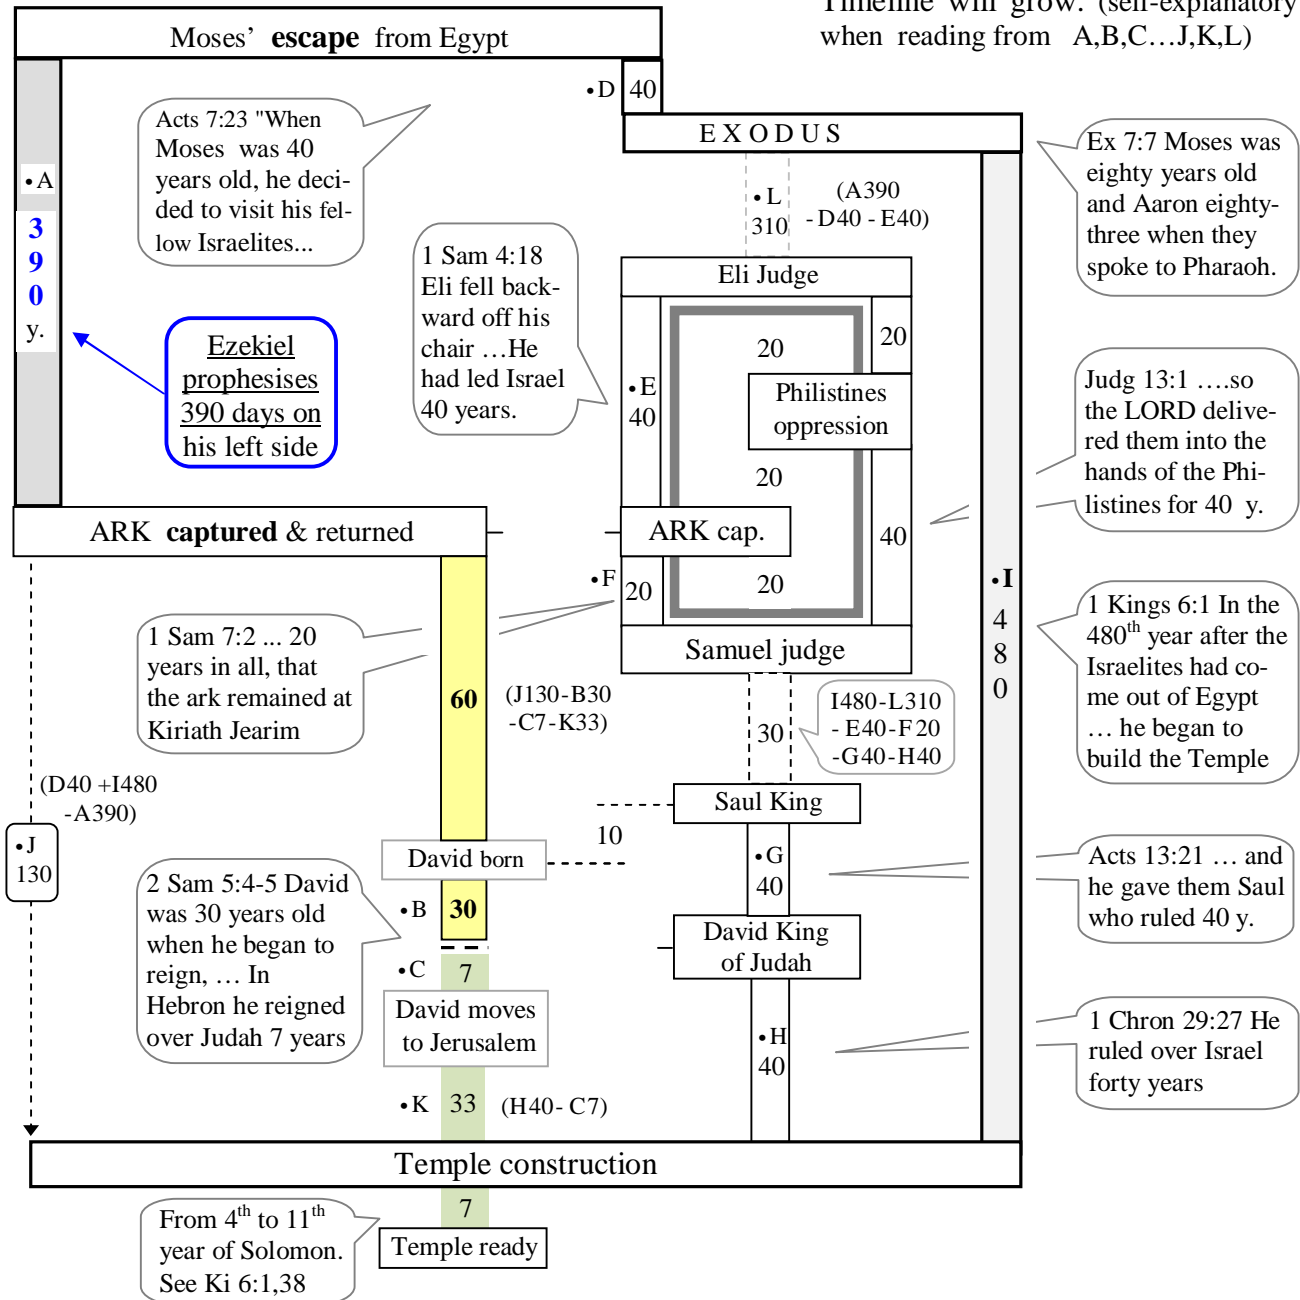 Timeline will grow. (self-explanatory
when reading from A,B,C…J,K,L)
Moses’ escape from Egypt
•D 40
EXODUS
Acts 7:23 "When
Moses was 40
years old, he deci-
ded to visit his fel-
low Israelites...
Ex 7:7 Moses was
eighty years old
and Aaron eighty-
three when they
spoke to Pharaoh.
•A
3
9
0
y.
•L
310
(A390
- D40 - E40)
1 Sam 4:18
Eli fell back-
ward off his
chair …He
had led Israel
40 years.
Eli Judge
Ezekiel
prophesises
390 days on
his left side
•E
40
20
20
Philistines
oppression
20
Judg 13:1 ….so
the LORD delive-
red them into the
hands of the Phi-
listines for 40 y.
ARK captured & returned
ARK cap.
40
•F 20
20
Samuel judge
•I
4
8
0
1 Sam 7:2 ... 20
years in all, that
the ark remained at
Kiriath Jearim
60
(J130-B30
-C7-K33)
30
I480-L310
- E40-F20
-G40-H40
1 Kings 6:1 In the
480th year after the
Israelites had co-
me out of Egypt
… he began to
build the Temple
(D40 +I480
-A390)
•J
130
Saul King
10
David born
•G
40
Acts 13:21 … and
he gave them Saul
who ruled 40 y.
2 Sam 5:4-5 David
was 30 years old
when he began to
reign, … In
Hebron he reigned
over Judah 7 years
•B 30
•C 7
David King
of Judah
David moves
to Jerusalem
•H
40
1 Chron 29:27 He
ruled over Israel
forty years
•K 33 (H40- C7)
Temple construction
7
From 4th to 11th
year of Solomon.
See Ki 6:1,38
Temple ready